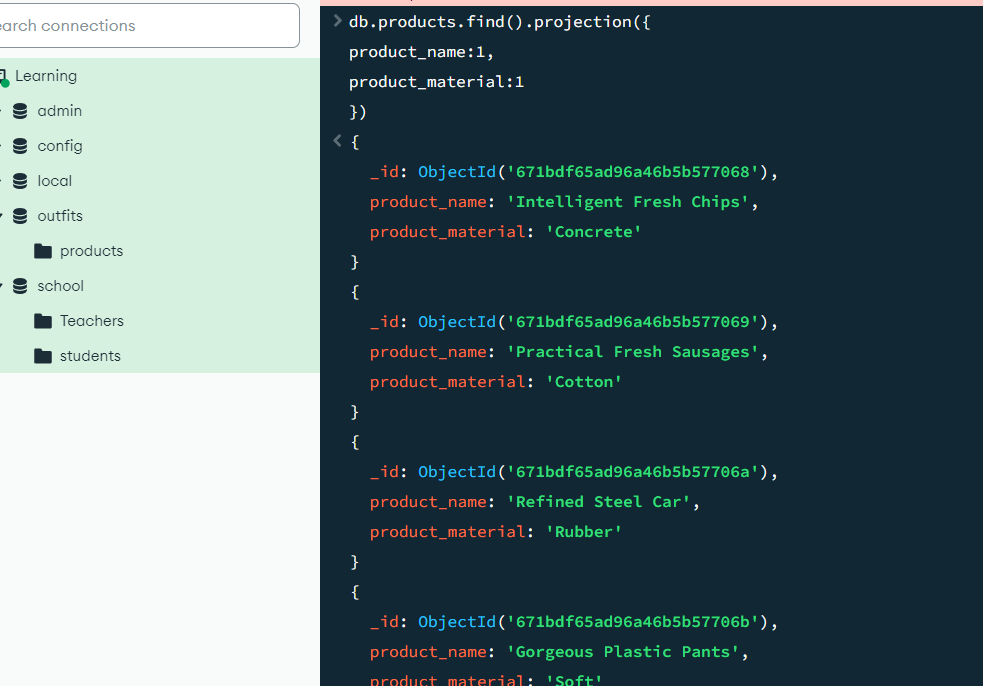 earch connections
Learning
admin
config
local
outfits
products
school
Teachers
students
db.products.find().projection({
product_name:1,
product_material:1
})
{
_id: ObjectId('671bdf65ad96a46b5b577068'),
product_name: 'Intelligent Fresh Chips',
product_material: 'Concrete'
}
{
_id: ObjectId('671bdf65ad96a46b5b577069'),
product_name: 'Practical Fresh Sausages',
product_material: 'Cotton'
}
{
_id: ObjectId('671bdf65ad96a46b5b57706a'),
product_name: 'Refined Steel Car',
product_material: 'Rubber'
}
{
_id: ObjectId('671bdf65ad96a46b5b57706b'),
product_name: 'Gorgeous Plastic Pants',
product_material: 'Soft'